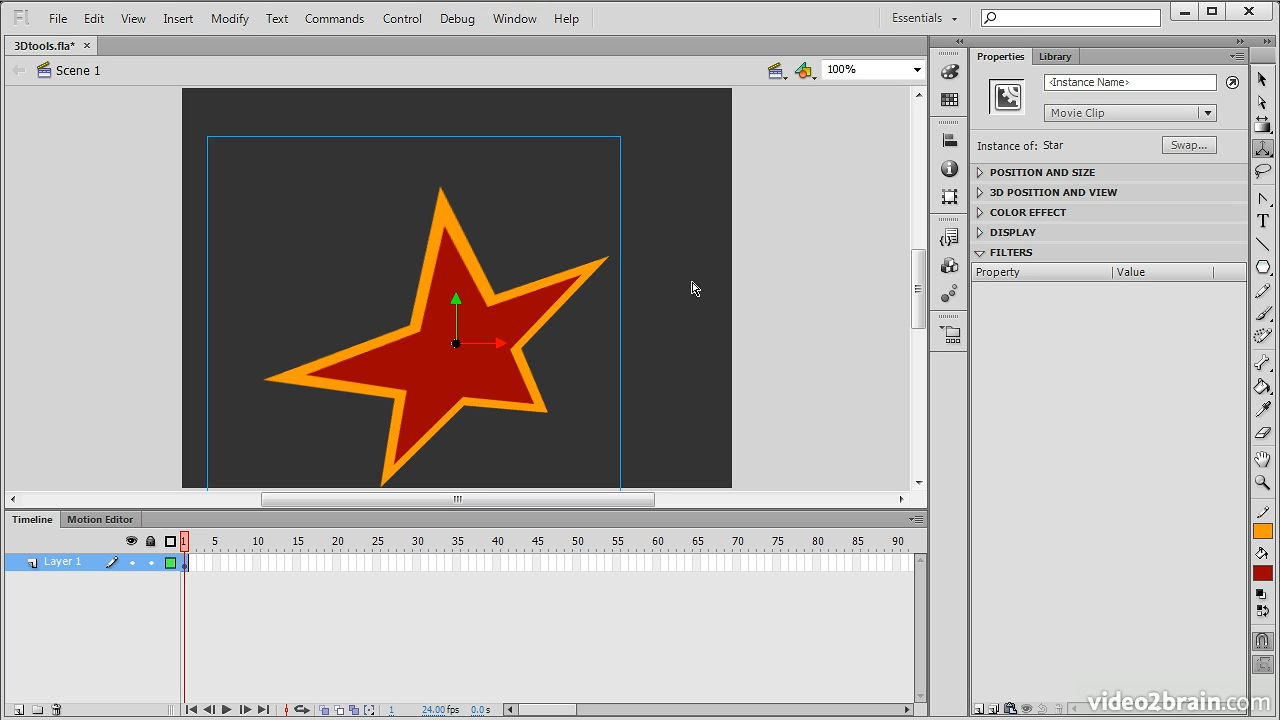 Fl File Edit View Insert Modify Text Commands Control Debug Window Help Essentials
3Dtools.fla* ×
Scene 1 100%
Properties Library
<Instance Name>
Movie Clip
Instance of: Star Swap...
POSITION AND SIZE
3D POSITION AND VIEW
COLOR EFFECT
DISPLAY
FILTERS
Property Value
T
Timeline Motion Editor
1 5 10 15 20 25 30 35 40 45 50 55 60 65 70 75 80 85 90
Layer 1
1 24.00 fps 0.0 s
video2brain.com